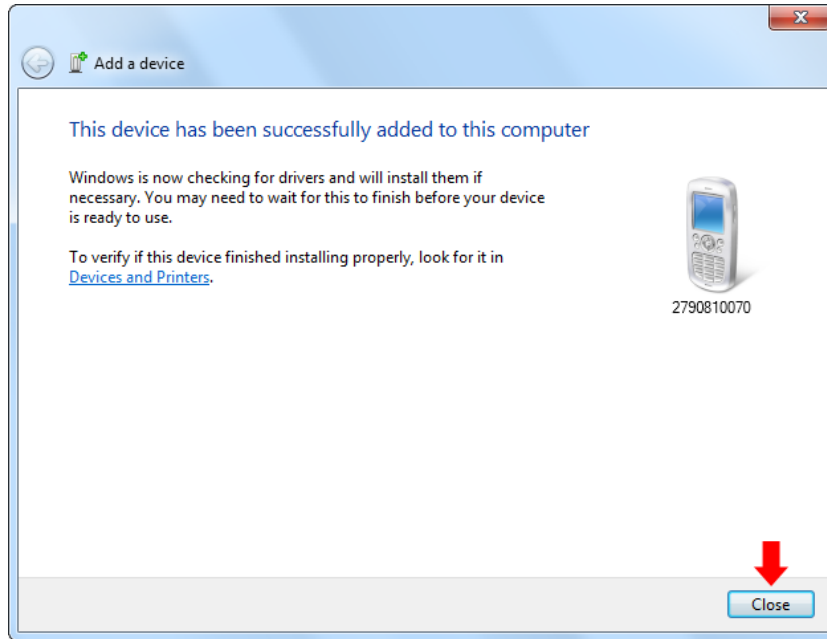 Add a device
This device has been successfully added to this computer
Windows is now checking for drivers and will install them if
necessary. You may need to wait for this to finish before your device
is ready to use.
To verify if this device finished installing properly, look for it in
Devices and Printers.
2790810070
Close